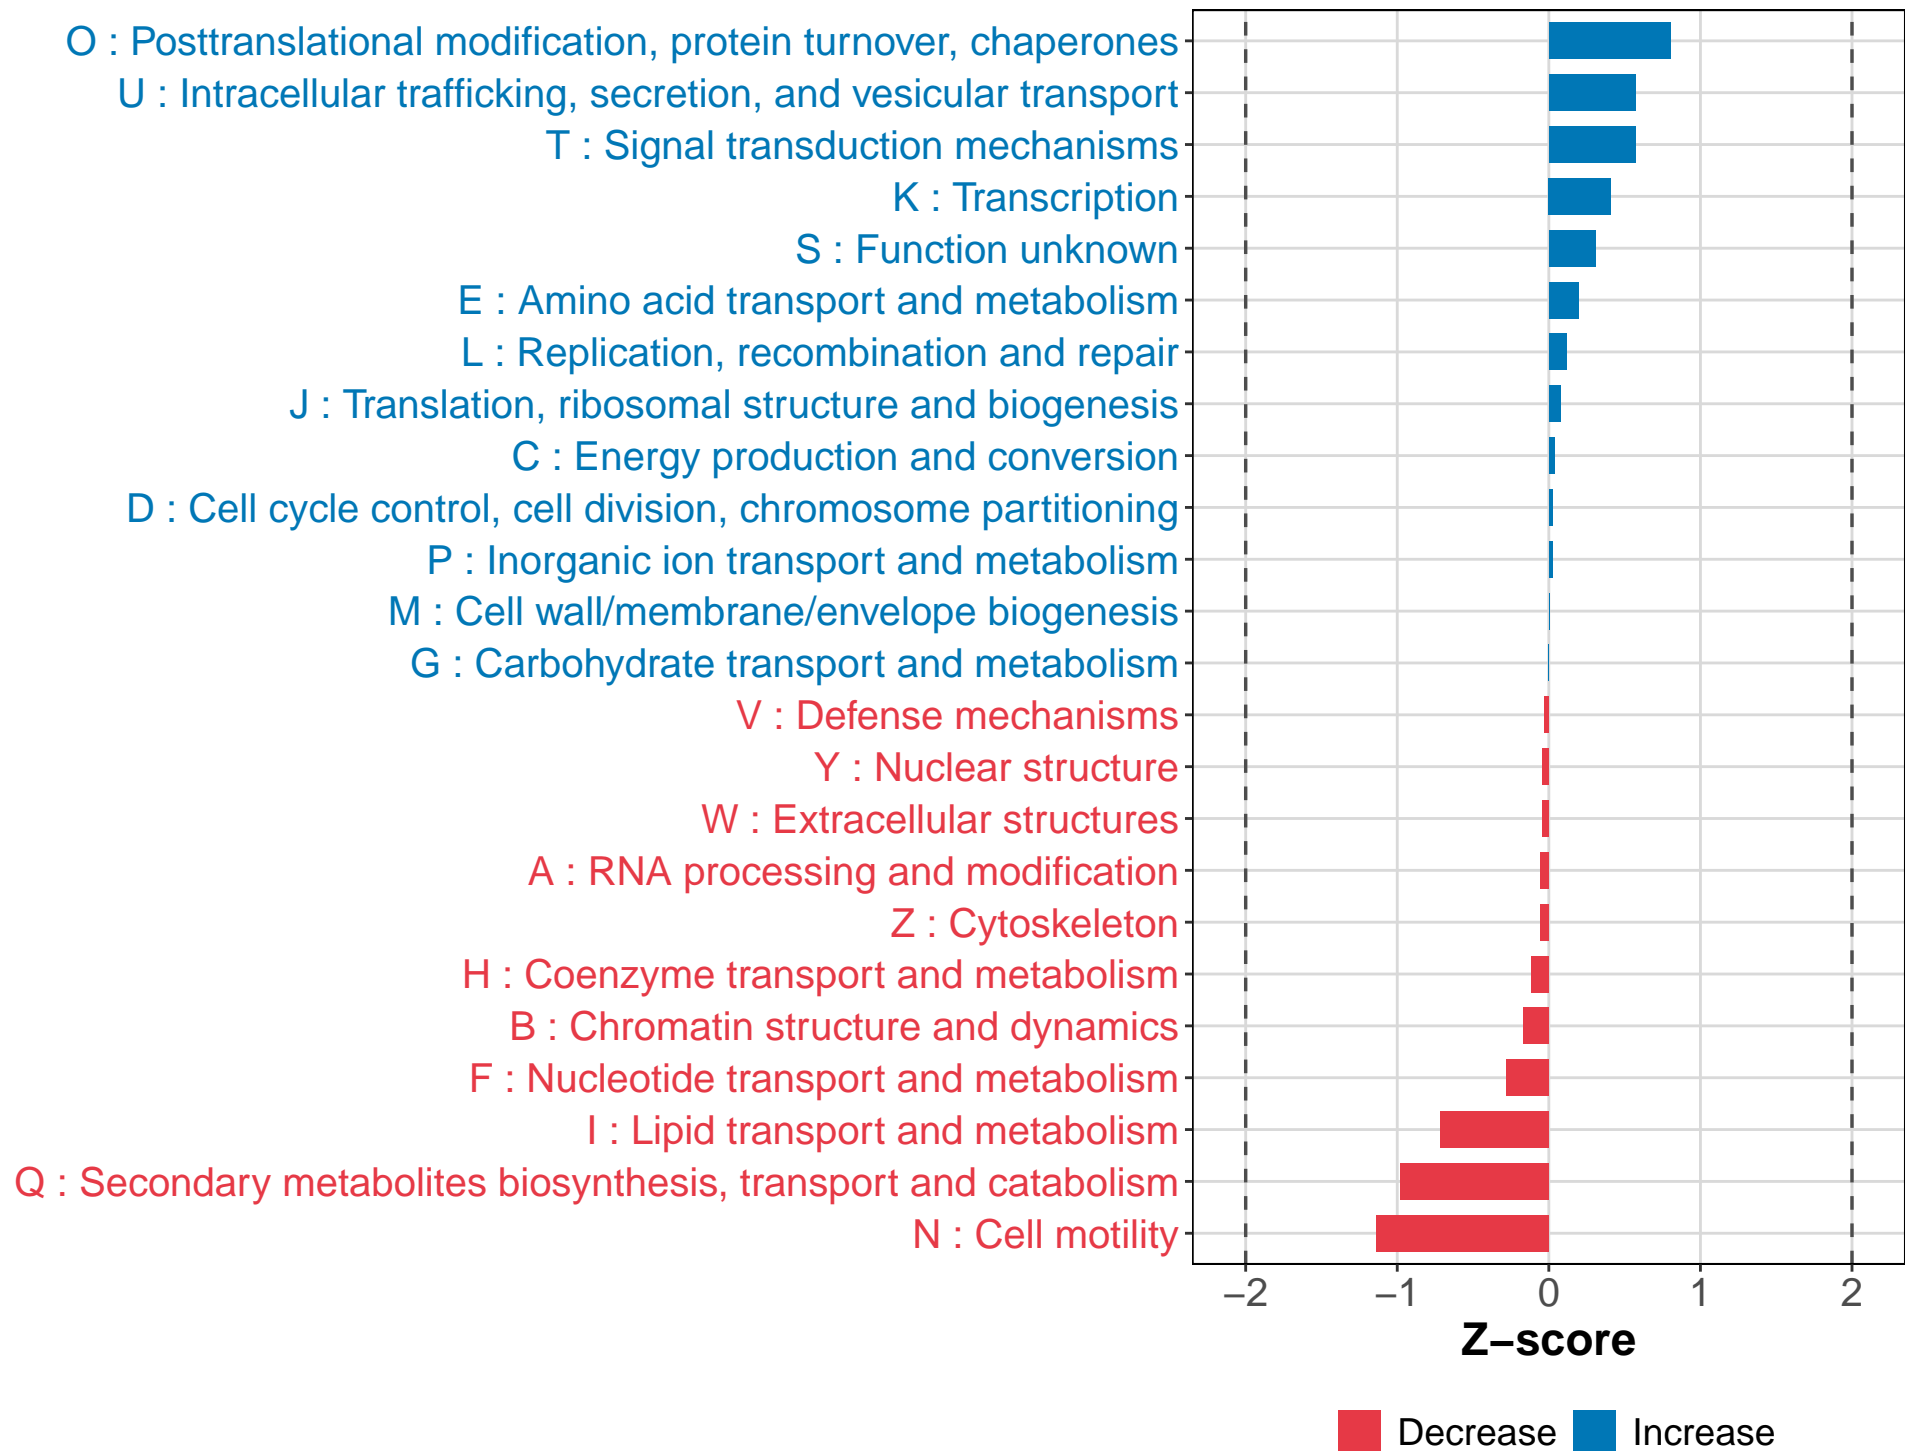 O : Posttranslational modification, protein turnover, chaperones
U : Intracellular trafficking, secretion, and vesicular transport
T : Signal transduction mechanisms
K : Transcription
S : Function unknown
E : Amino acid transport and metabolism
L : Replication, recombination and repair
J : Translation, ribosomal structure and biogenesis
C : Energy production and conversion
D : Cell cycle control, cell division, chromosome partitioning
P : Inorganic ion transport and metabolism
M : Cell wall/membrane/envelope biogenesis
G : Carbohydrate transport and metabolism
V : Defense mechanisms
Y : Nuclear structure
W : Extracellular structures
A : RNA processing and modification
Z : Cytoskeleton
H : Coenzyme transport and metabolism
B : Chromatin structure and dynamics
F : Nucleotide transport and metabolism
I : Lipid transport and metabolism
Q : Secondary metabolites biosynthesis, transport and catabolism
N : Cell motility
−2 −1 0 1 2
Z−score
Decrease Increase